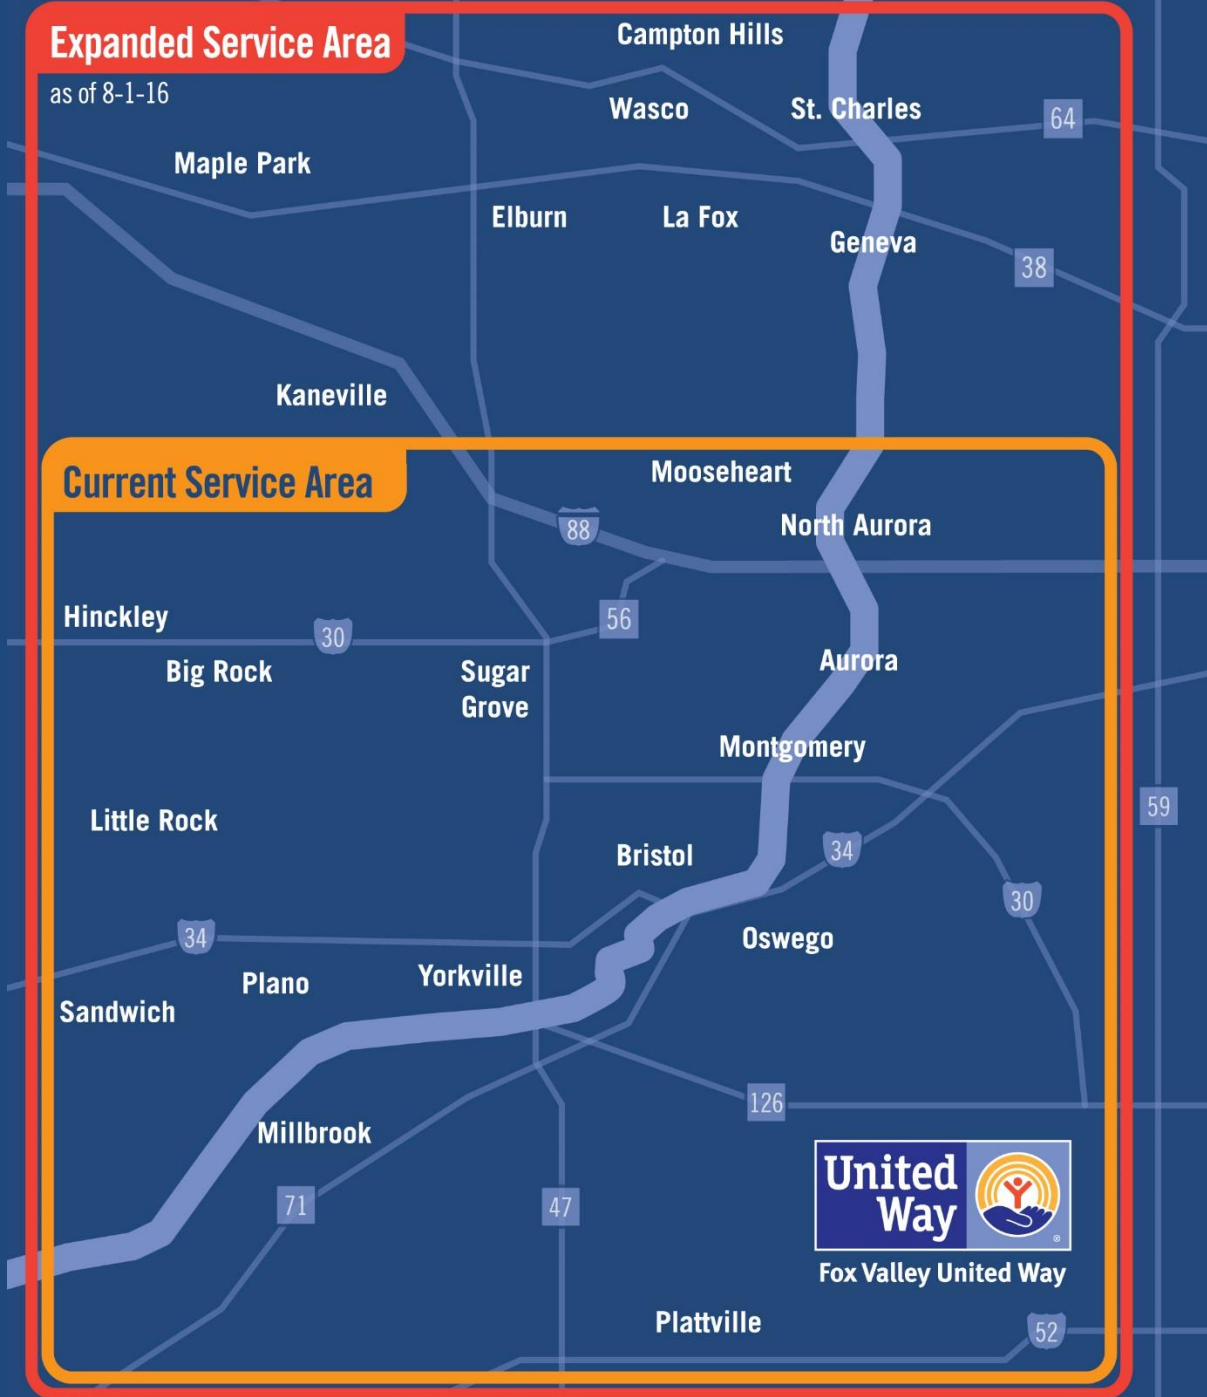 Expanded Service Area
as of 8-1-16
Campton Hills
Wasco
St. Charles
64
Maple Park
Elburn
La Fox
Geneva
38
Kaneville
Current Service Area
Mooseheart
North Aurora
88
Hinckley
30
56
Big Rock
Sugar
Grove
Aurora
Montgomery
59
Little Rock
Bristol
34
30
34
Oswego
Plano
Yorkville
Sandwich
126
Millbrook
71
47
United
Way
®
Fox Valley United Way
Plattville
52